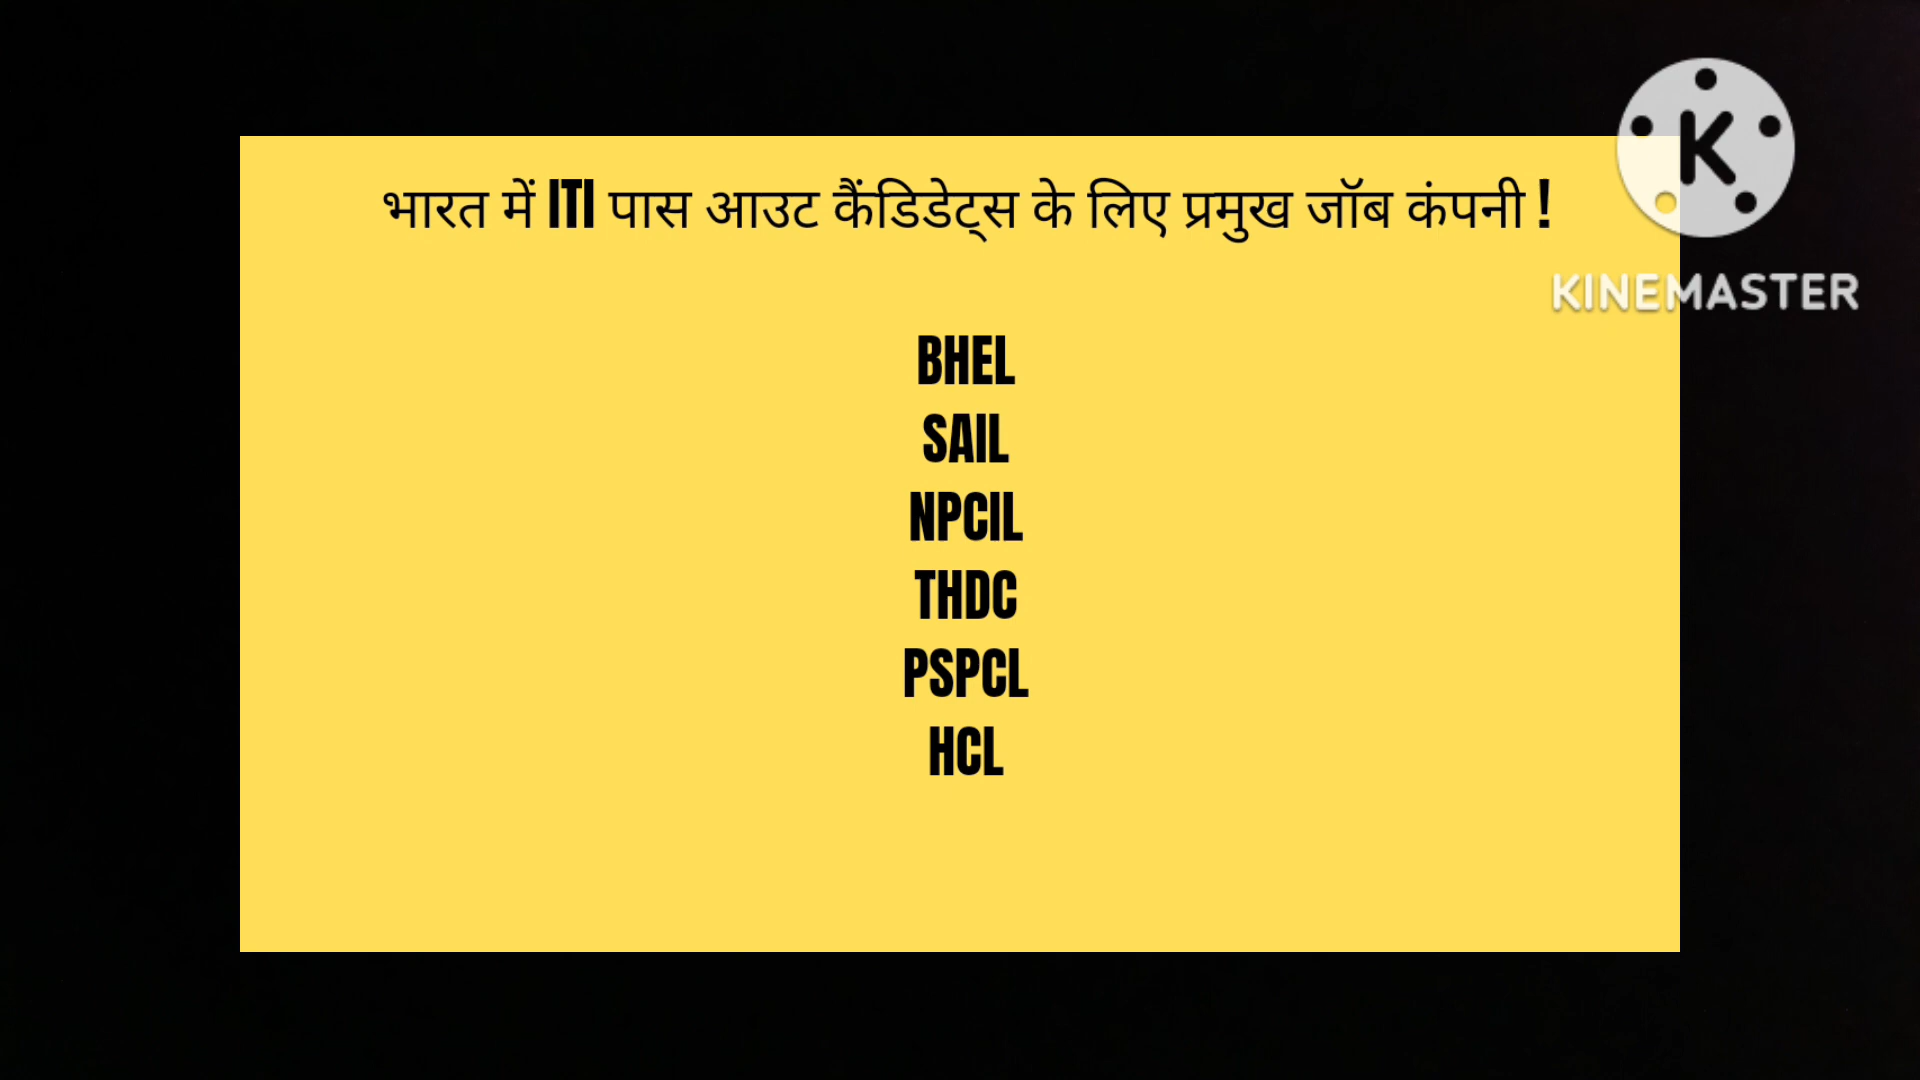 भारत में ITI पास आउट कैंडिडेट्स के लिए प्रमुख जॉब कंपनी !
BHEL
SAIL
NPCIL
THDC
PSPCL
HCL
K
KINEMASTER